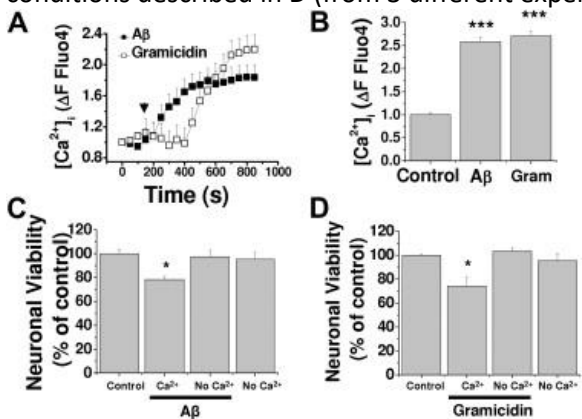 conditions described in D (from 3 different exper
A
Aβ
Gramicidin
[Ca²⁺]ᵢ (ΔF Fluo4)
2.4
2.0
1.6
1.2
0.8
0 200 400 600 800 1000
Time (s)
B
[Ca²⁺]ᵢ (ΔF Fluo4)
3.0
2.5
2.0
1.5
1.0
0.5
0.0
***
***
Control Aβ Gram
C
Neuronal Viability
(% of control)
120
100
80
60
40
20
0
*
Control Ca²⁺ No Ca²⁺ No Ca²⁺
Aβ
D
Neuronal Viability
(% of control)
120
100
80
60
40
20
0
*
Control Ca²⁺ No Ca²⁺ No Ca²⁺
Gramicidin